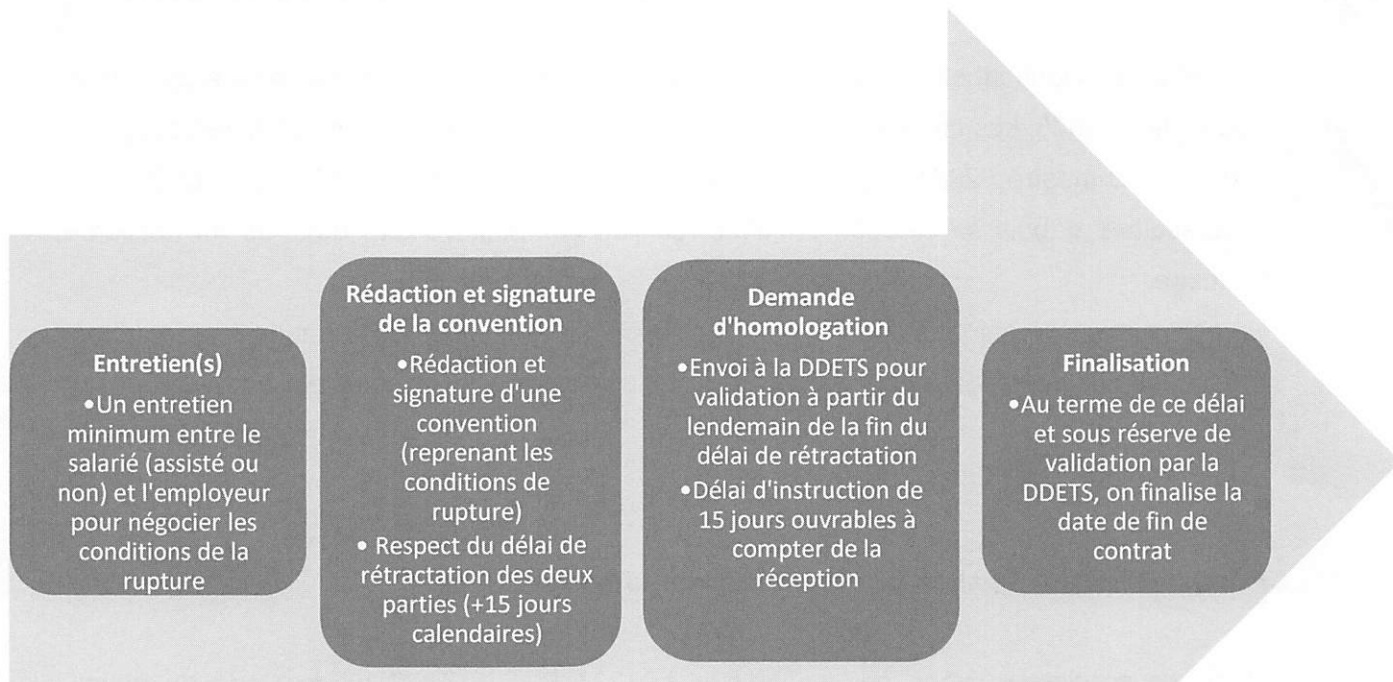 Entretien(s)
•Un entretien
minimum entre le
salarié (assisté ou
non) et l'employeur
pour négocier les
conditions de la
rupture
Rédaction et signature
de la convention
•Rédaction et
signature d'une
convention
(reprenant les
conditions de
rupture)
• Respect du délai de
rétractation des deux
parties (+15 jours
calendaires)
Demande
d'homologation
•Envoi à la DDETS pour
validation à partir du
lendemain de la fin du
délai de rétractation
•Délai d'instruction de
15 jours ouvrables à
compter de la
réception
Finalisation
•Au terme de ce délai
et sous réserve de
validation par la
DDETS, on finalise la
date de fin de
contrat